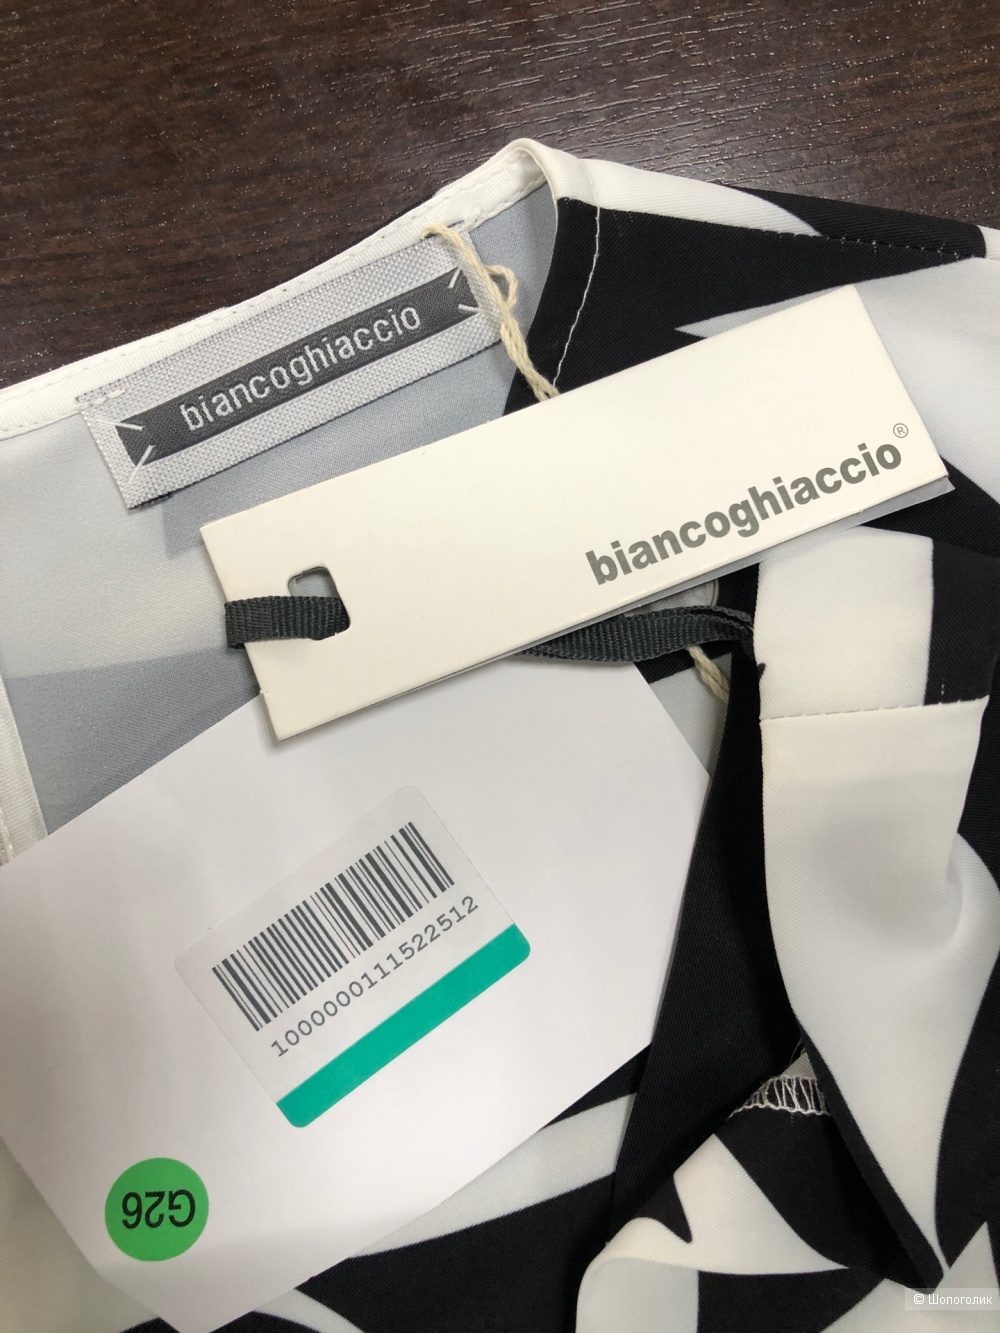 biancoghiaccio
biancoghiaccio®
1000000111522512
G26
© Шопоголик